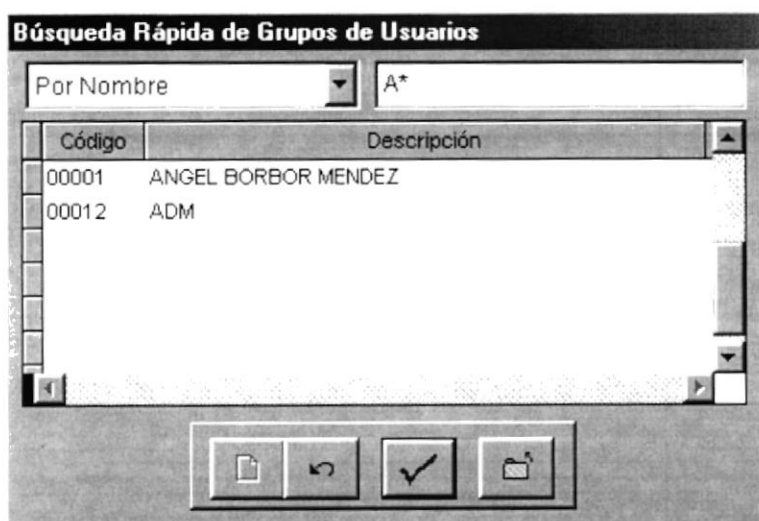 Búsqueda Rápida de Grupos de Usuarios
Por Nombre A*
Código Descripción
00001 ANGEL BORBOR MENDEZ
00012 ADM